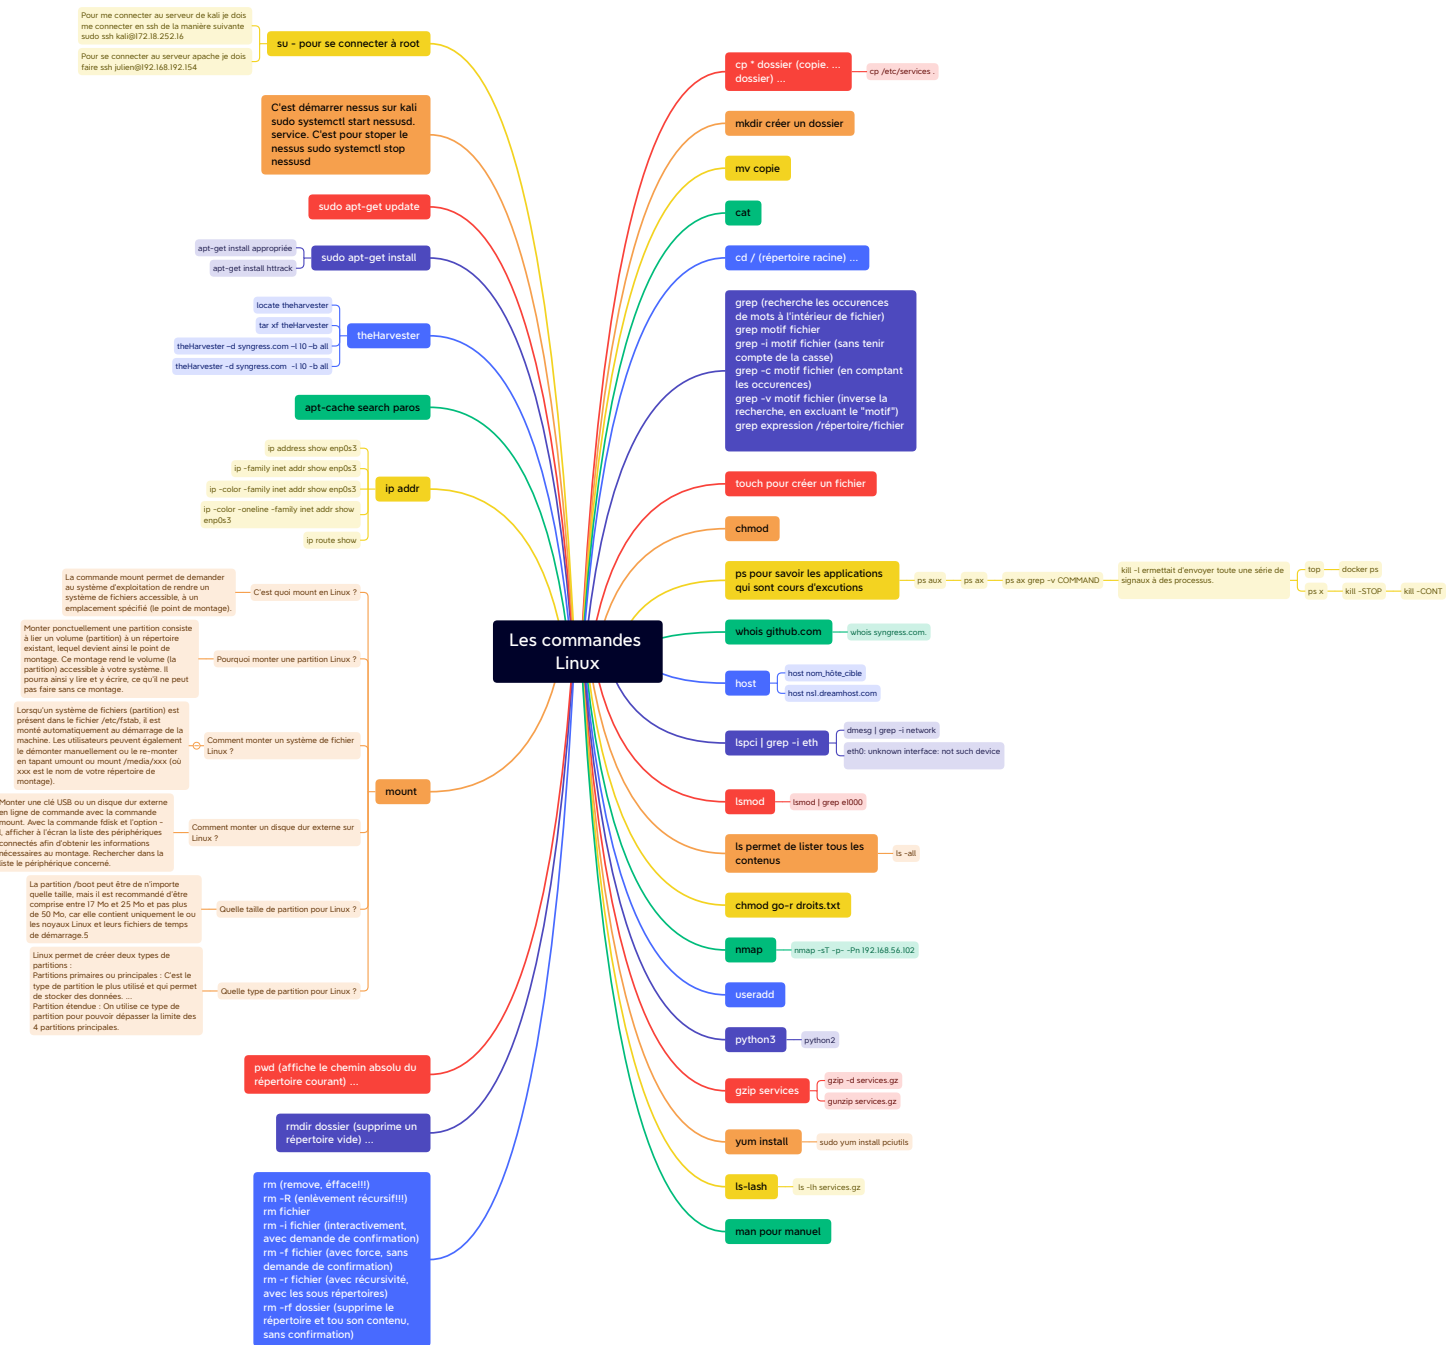 Les commandes
Linux
Pour me connecter au serveur de kali je dois
me connecter en ssh de la manière suivante
sudo ssh kali@172.18.252.16
Pour se connecter au serveur apache je dois
faire ssh julien@192.168.192.154
su - pour se connecter à root
C'est démarrer nessus sur kali
sudo systemctl start nessusd.
service. C'est pour stoper le
nessus sudo systemctl stop
nessusd
sudo apt-get update
apt-get install appropriée
apt-get install httrack
sudo apt-get install
locate theharvester
tar xf theHarvester
theHarvester -d syngress.com -l 10 -b all
theHarvester -d syngress.com  -l 10 -b all
theHarvester
apt-cache search paros
ip address show enp0s3
ip -family inet addr show enp0s3
ip -color -family inet addr show enp0s3
ip -color -oneline -family inet addr show
enp0s3
ip route show
ip addr
La commande mount permet de demander
au système d'exploitation de rendre un
système de fichiers accessible, à un
emplacement spécifié (le point de montage).
C'est quoi mount en Linux ?
Monter ponctuellement une partition consiste
à lier un volume (partition) à un répertoire
existant, lequel devient ainsi le point de
montage. Ce montage rend le volume (la
partition) accessible à votre système. Il
pourra ainsi y lire et y écrire, ce qu'il ne peut
pas faire sans ce montage.
Pourquoi monter une partition Linux ?
Lorsqu'un système de fichiers (partition) est
présent dans le fichier /etc/fstab, il est
monté automatiquement au démarrage de la
machine. Les utilisateurs peuvent également
le démonter manuellement ou le re-monter
en tapant umount ou mount /media/xxx (où
xxx est le nom de votre répertoire de
montage).
Comment monter un système de fichier
Linux ?
Monter une clé USB ou un disque dur externe
en ligne de commande avec la commande
mount. Avec la commande fdisk et l'option -
l, afficher à l'écran la liste des périphériques
connectés afin d'obtenir les informations
nécessaires au montage. Rechercher dans la
liste le périphérique concerné.
Comment monter un disque dur externe sur
Linux ?
La partition /boot peut être de n'importe
quelle taille, mais il est recommandé d'être
comprise entre 17 Mo et 25 Mo et pas plus
de 50 Mo, car elle contient uniquement le ou
les noyaux Linux et leurs fichiers de temps
de démarrage.5
Quelle taille de partition pour Linux ?
Linux permet de créer deux types de
partitions :
Partitions primaires ou principales : C'est le
type de partition le plus utilisé et qui permet
de stocker des données. ...
Partition étendue : On utilise ce type de
partition pour pouvoir dépasser la limite des
4 partitions principales.
Quelle type de partition pour Linux ?
mount
pwd (affiche le chemin absolu du
répertoire courant) ...
rmdir dossier (supprime un
répertoire vide) ...
rm (remove, éfface!!!)
rm -R (enlèvement récursif!!!)
rm fichier
rm -i fichier (interactivement,
avec demande de confirmation)
rm -f fichier (avec force, sans
demande de confirmation)
rm -r fichier (avec récursivité,
avec les sous répertoires)
rm -rf dossier (supprime le
répertoire et tou son contenu,
sans confirmation)
cp * dossier (copie. ...
dossier) ...
cp /etc/services .
mkdir créer un dossier
mv copie
cat
cd / (répertoire racine) ...
grep (recherche les occurences
de mots à l'intérieur de fichier)
grep motif fichier
grep -i motif fichier (sans tenir
compte de la casse)
grep -c motif fichier (en comptant
les occurences)
grep -v motif fichier (inverse la
recherche, en excluant le "motif")
grep expression /répertoire/fichier
touch pour créer un fichier
chmod
ps pour savoir les applications
qui sont cours d'excutions
ps aux
ps ax
ps ax grep -v COMMAND
kill -l ermettait d'envoyer toute une série de
signaux à des processus.
top
docker ps
ps x
kill -STOP
kill -CONT
whois github.com
whois syngress.com.
host
host nom_hôte_cible
host ns1.dreamhost.com
lspci | grep -i eth
dmesg | grep -i network
eth0: unknown interface: not such device
lsmod
lsmod | grep e1000
ls permet de lister tous les
contenus
ls -all
chmod go-r droits.txt
nmap
nmap -sT -p- -Pn 192.168.56.102
useradd
python3
python2
gzip services
gzip -d services.gz
gunzip services.gz
yum install
sudo yum install pciutils
ls-lash
ls -lh services.gz
man pour manuel